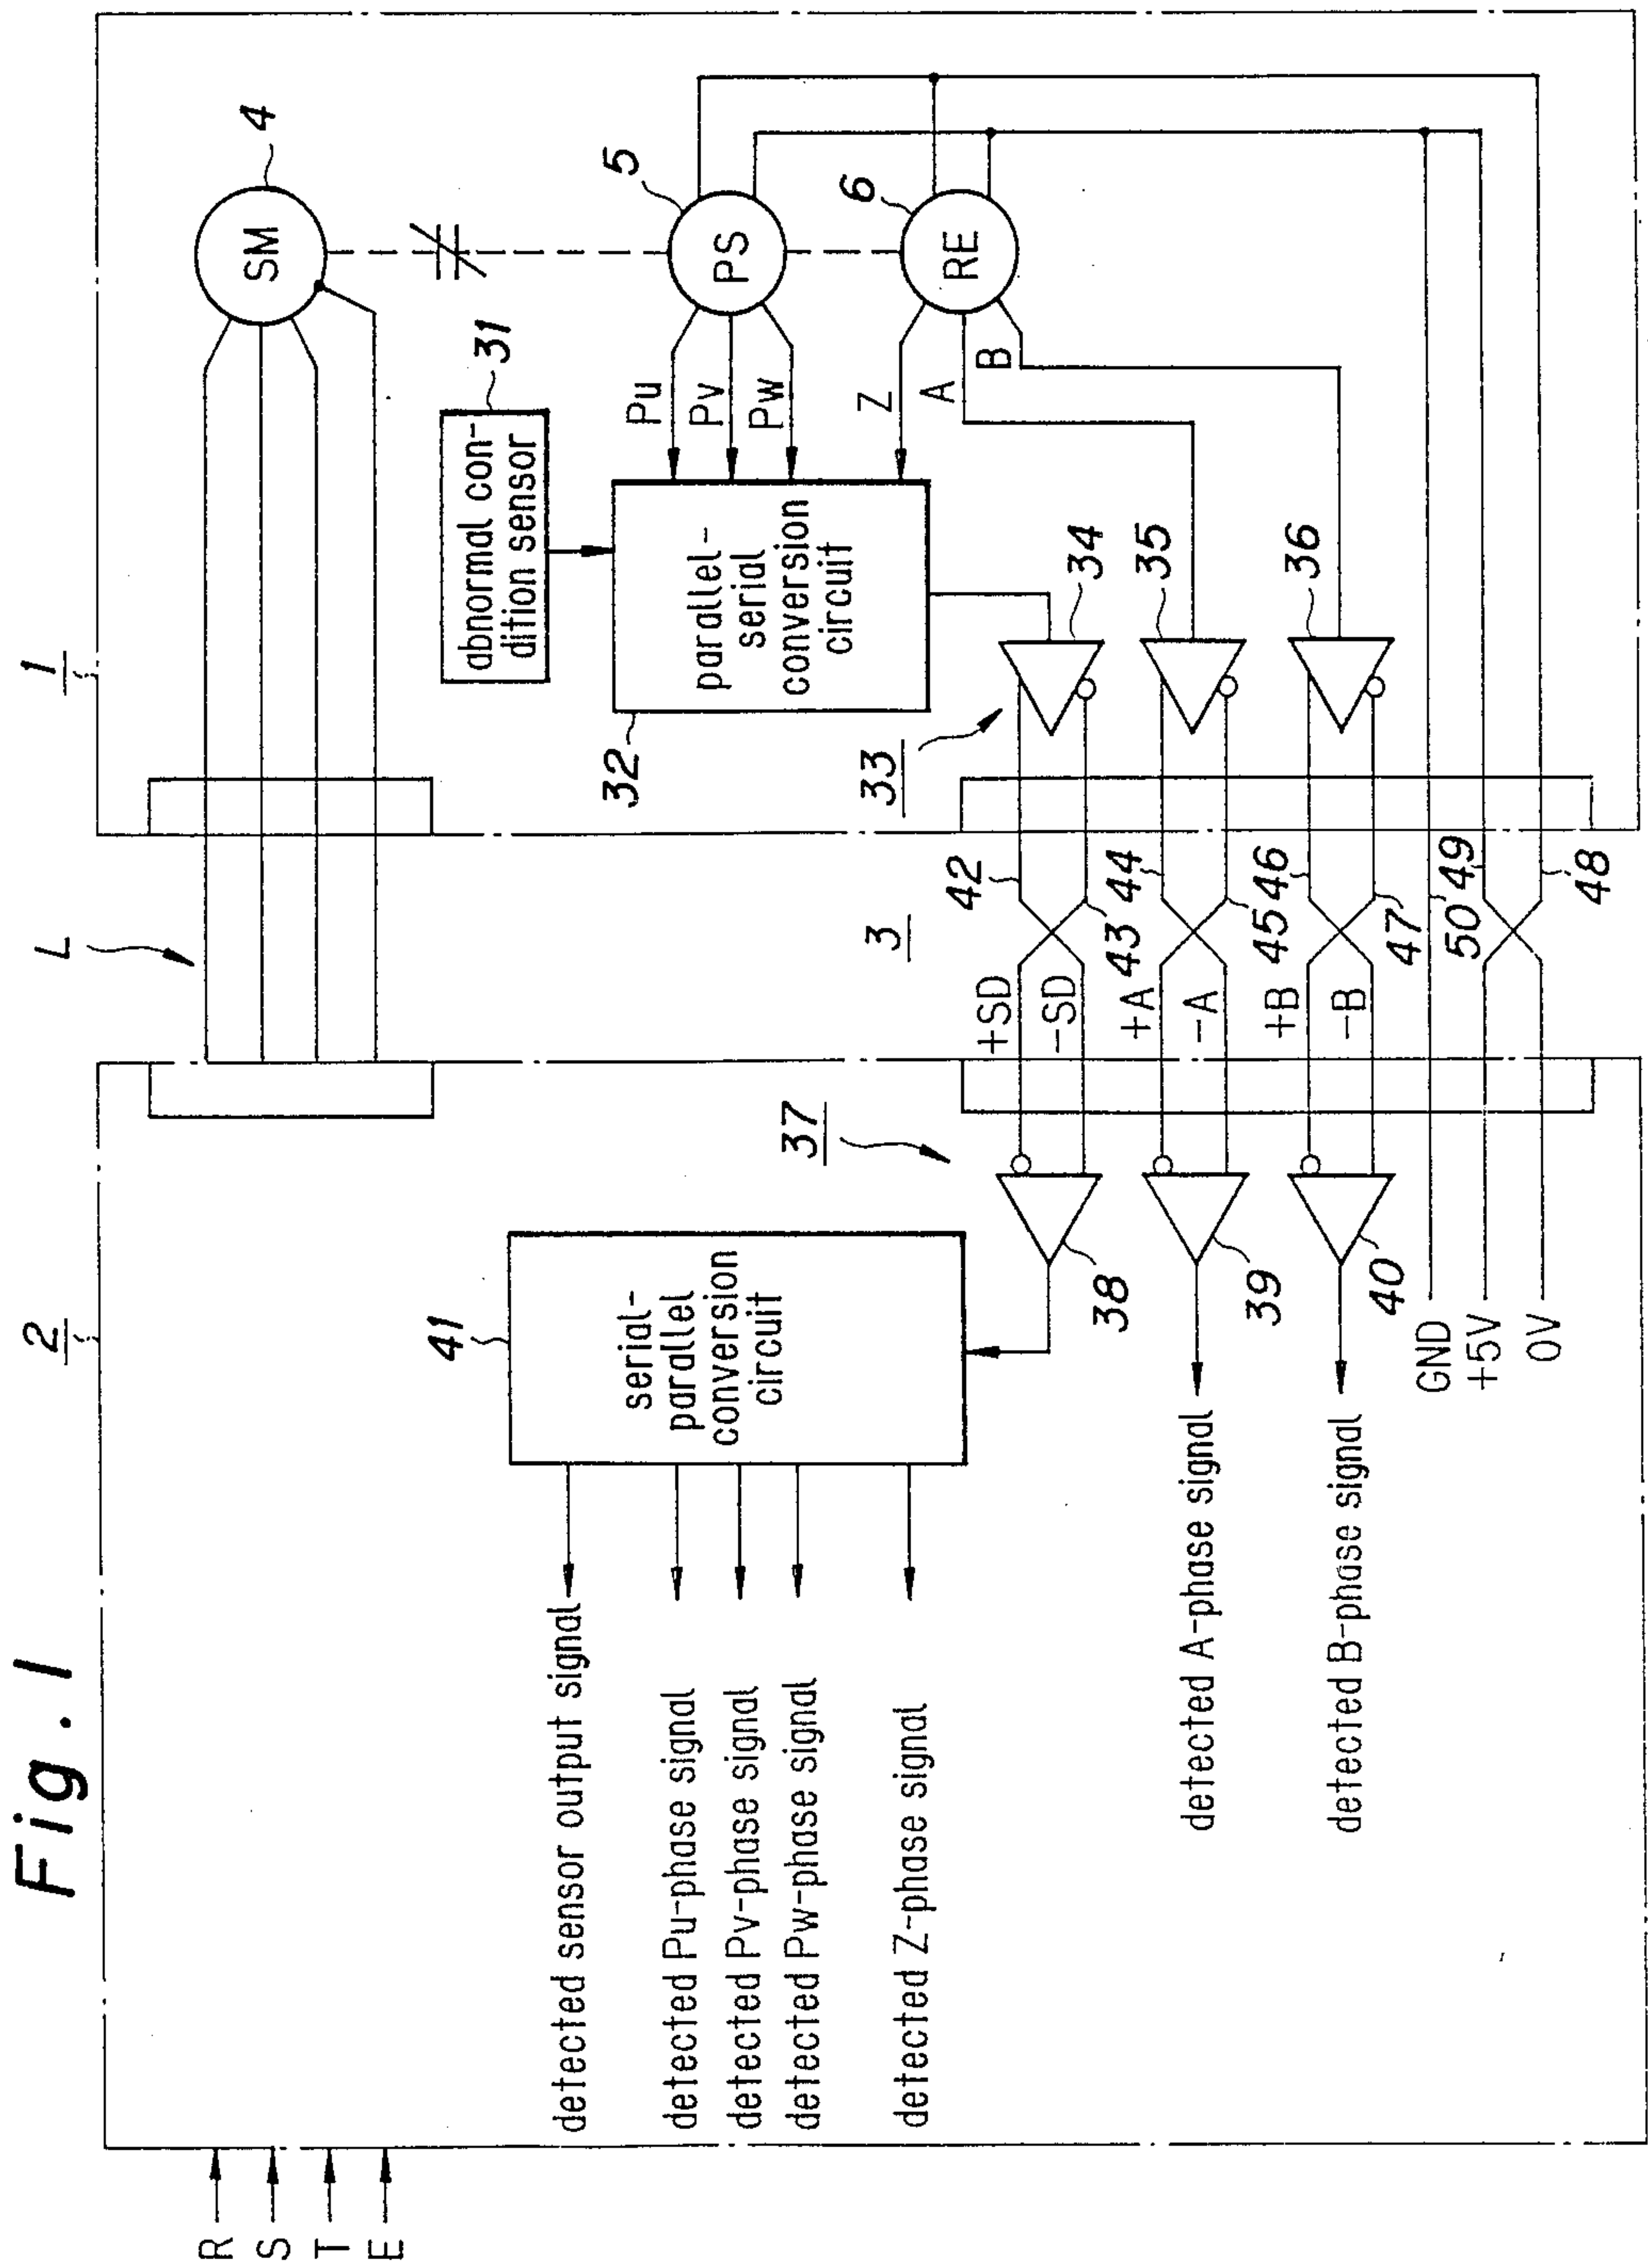 Fig. 1
R
S
T
E
2
detected sensor output signal
detected Pu-phase signal
detected Pv-phase signal
detected Pw-phase signal
detected Z-phase signal
detected A-phase signal
detected B-phase signal
41
serial-
parallel
conversion
circuit
37
38
39
40
GND
+5V
0V
L
3
+SD
-SD
+A
-A
+B
-B
42
43
44
45
45
46
47
50
49
48
1
SM
4
abnormal con-
dition sensor
31
PS
5
RE
6
Pu
Pv
Pw
Z
A
B
parallel-
serial
conversion
circuit
32
33
34
35
36